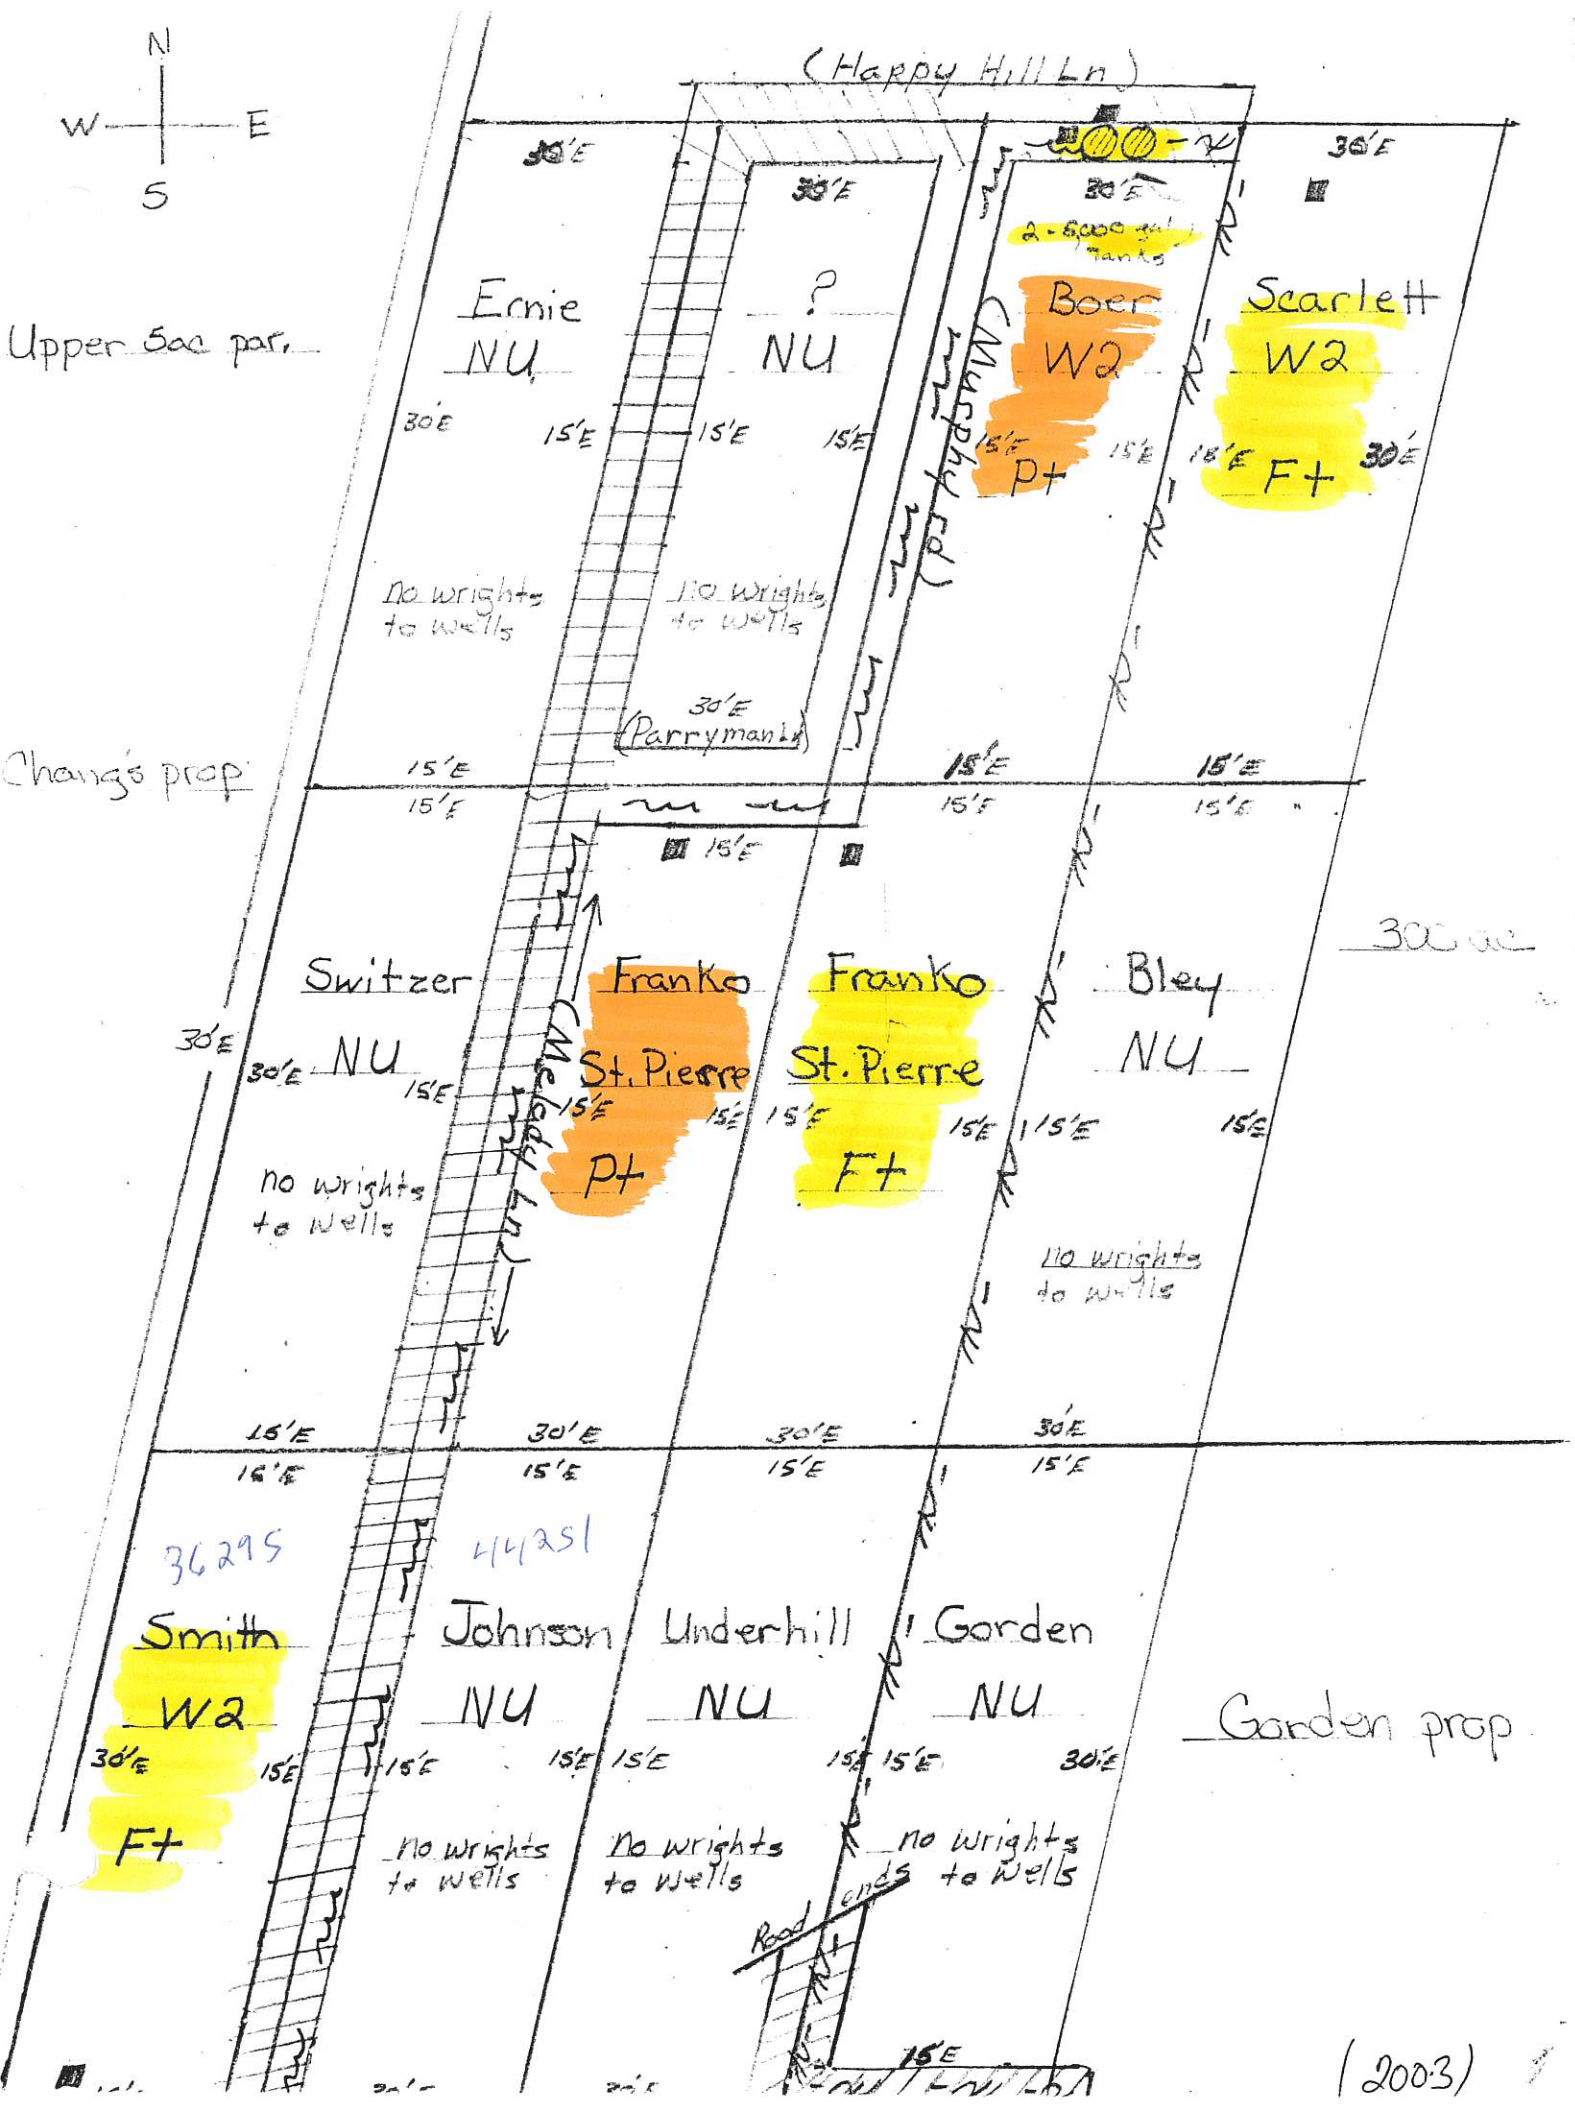 N
W E
S
(Happy Hill Ln)
30'E
30'E
30'E
30'E
2-5,000 gal
Tanks
Ernie
?
Boer
Scarlett
Upper 5ac par.
NU
NU
W2
W2
30'E
15'E
15'E
15'E
15'E
15'E
15'E
30'E
(Murphy rd)
Pt
Ft
no wrights
to wells
no wrights
to wells
30'E
(Parryman Ln)
Chang's prop
15'E
15'E
15'E
15'E
15'E
15'E
15'E
Switzer
Franko
Franko
Bley
30'E
30'E
NU
15'E
(Melody Ln)
St. Pierre
St. Pierre
NU
15'E
15'E
15'E
15'E
15'E
15'E
Pt
Ft
no wrights
to wells
no wrights
to wells
15'E
30'E
30'E
30'E
15'E
15'E
15'E
15'E
36295
44251
Smith
Johnson
Underhill
Gorden
W2
NU
NU
NU
Garden prop.
30'E
15'E
15'E
15'E
15'E
15'E
15'E
30'E
Ft
no wrights
to wells
no wrights
to wells
no wrights
to wells
Road ends
15'E
(2003)